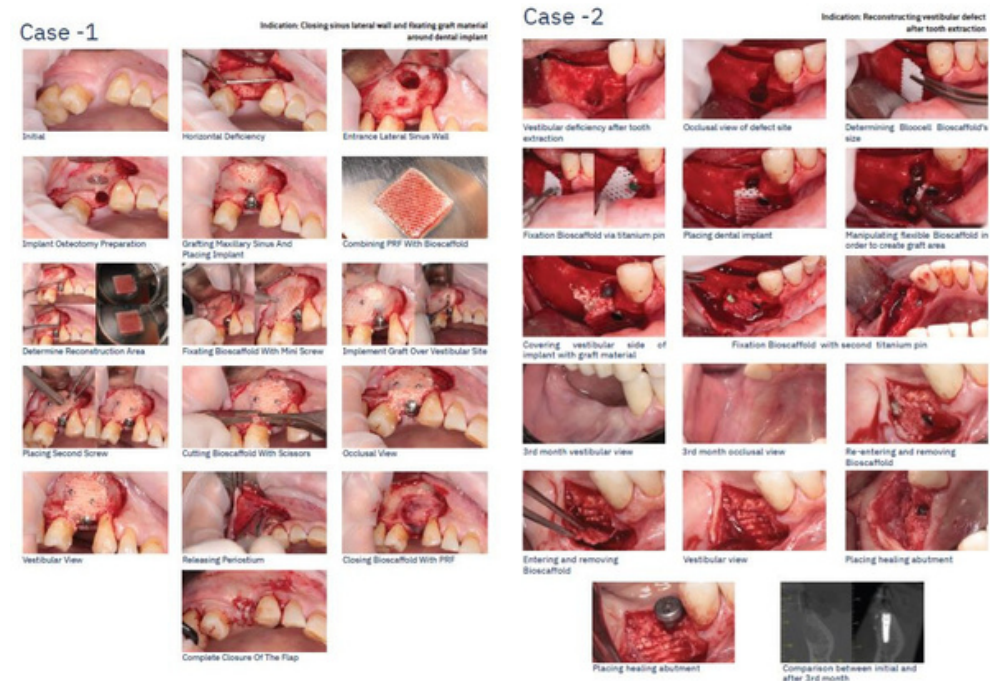 Case -1
Indication: Closing sinus lateral wall and fixating graft material
around dental implant
Initial
Horizontal Deficiency
Entrance Lateral Sinus Wall
Implant Osteotomy Preparation
Grafting Maxillary Sinus And
Placing Implant
Combining PRF With Bioscaffold
Determine Reconstruction Area
Fixating Bioscaffold With Mini Screw
Implement Graft Over Vestibular Site
Placing Second Screw
Cutting Bioscaffold With Scissors
Occlusal View
Vestibular View
Releasing Periostium
Closing Bioscaffold With PRF
Complete Closure Of The Flap
Case -2
Indication: Reconstructing vestibular defect
after tooth extraction
Vestibular deficiency after tooth
extraction
Occlusal view of defect site
Determining Bloocell Bioscaffold's
size
Fixation Bioscaffold via titanium pin
Placing dental implant
Manipulating flexible Bioscaffold in
order to create graft area
Covering vestibular side of
implant with graft material
Fixation Bioscaffold with second titanium pin
3rd month vestibular view
3rd month occlusal view
Re-entering and removing
Bioscaffold
Entering and removing
Bioscaffold
Vestibular view
Placing healing abutment
Placing healing abutment
Comparison between initial and
after 3rd month